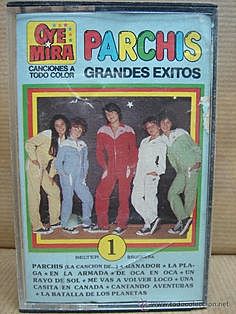 OYE
MIRA
CANCIONES A
TODO COLOR
PARCHIS
GRANDES EXITOS
1
PARCHIS (LA CANCION DE...) - GANADOR - LA PLA-
GA - EN LA ARMADA - DE OCA EN OCA - UN
RAYO DE SOL - ME VAS A VOLVER LOCO - UNA
CASITA EN CANADA - CANTANDO AVENTURAS -
LA BATALLA DE LOS PLANETAS